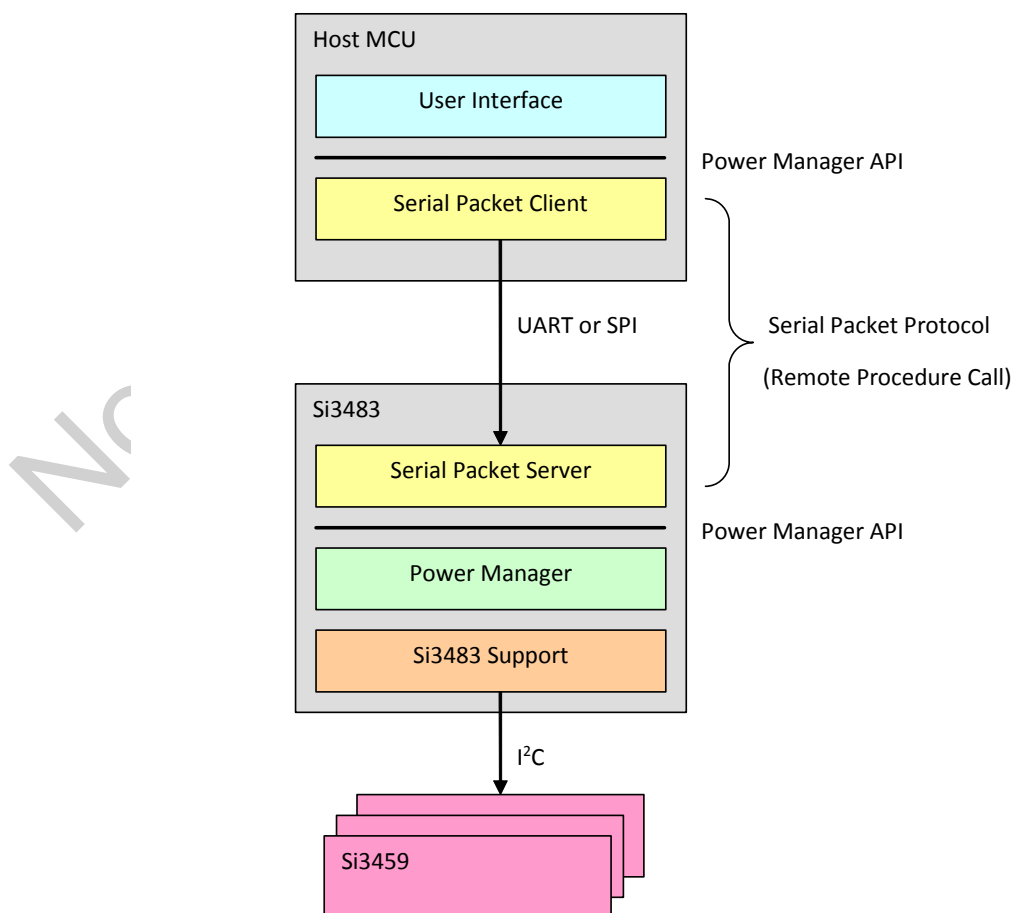 Host MCU
User Interface
Power Manager API
Serial Packet Client
UART or SPI
Serial Packet Protocol
(Remote Procedure Call)
Si3483
Serial Packet Server
Power Manager API
Power Manager
Si3483 Support
I²C
Si3459